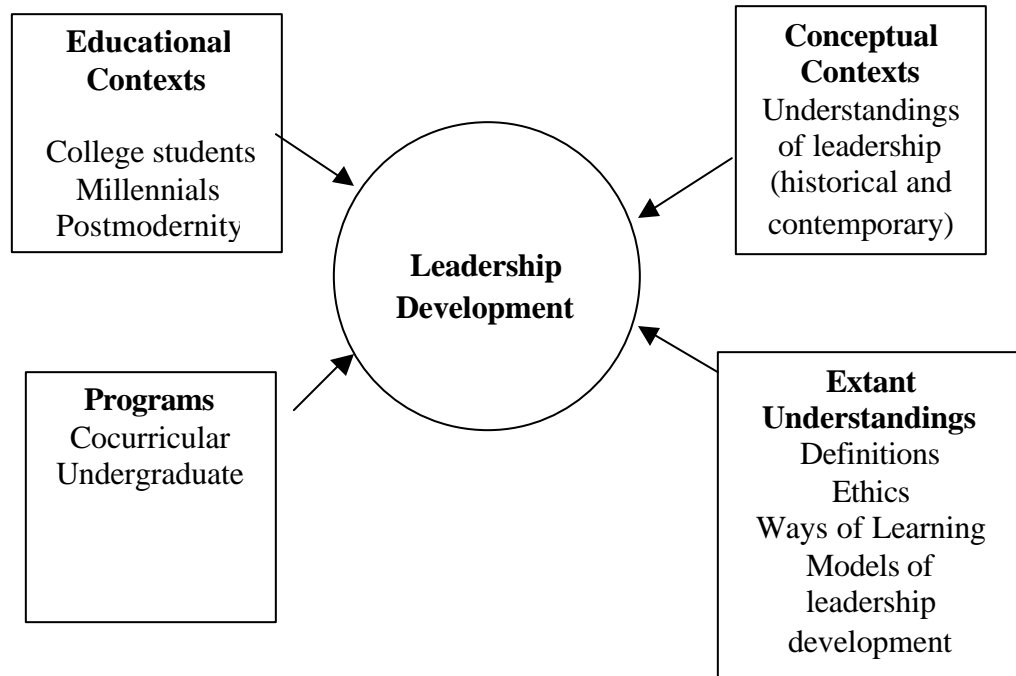 Educational
Contexts
College students
Millennials
Postmodernity
Conceptual
Contexts
Understandings
of leadership
(historical and
contemporary)
Leadership
Development
Programs
Cocurricular
Undergraduate
Extant
Understandings
Definitions
Ethics
Ways of Learning
Models of
leadership
development